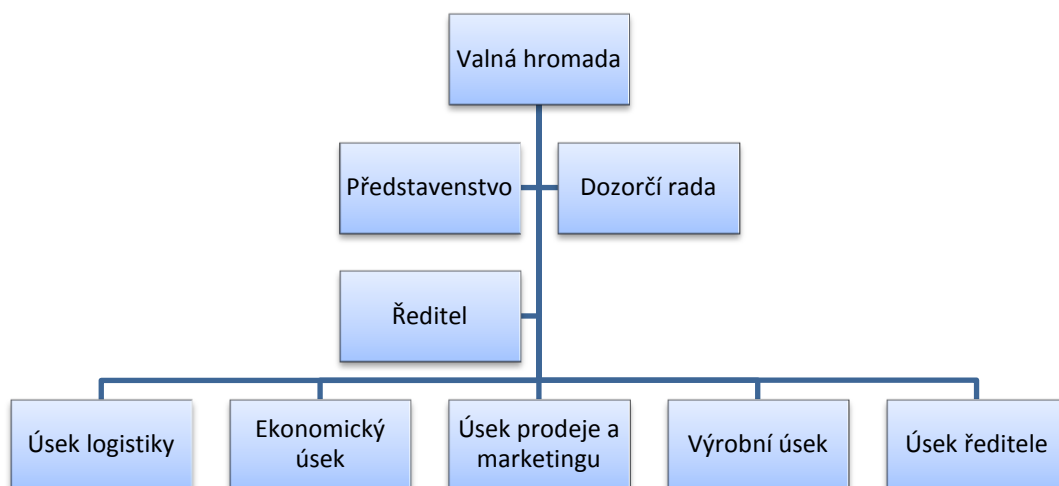 Valná hromada
Představenstvo
Dozorčí rada
Ředitel
Úsek logistiky
Ekonomický
úsek
Úsek prodeje a
marketingu
Výrobní úsek
Úsek ředitele